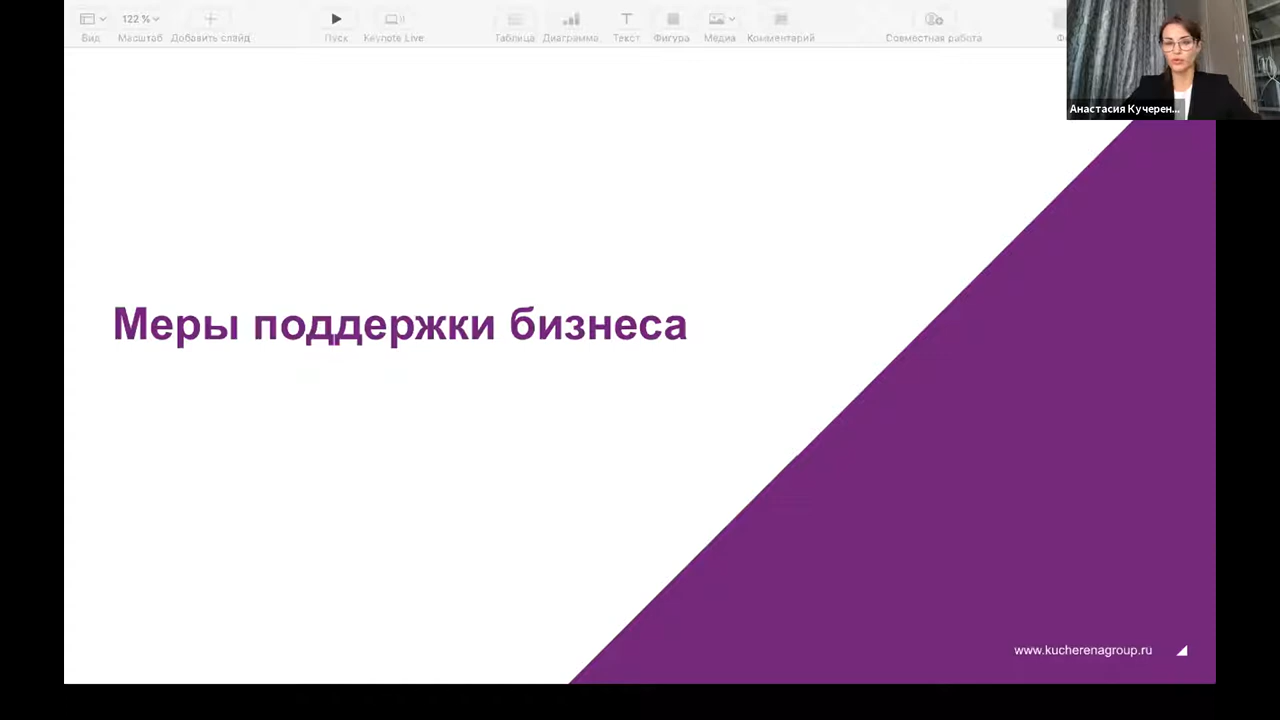 122 %
Вид Масштаб Добавить слайд Пуск Keynote Live Таблица Диаграмма Текст Фигура Медиа Комментарий Совместная работа
Анастасия Кучерен...
Меры поддержки бизнеса
www.kucherenagroup.ru